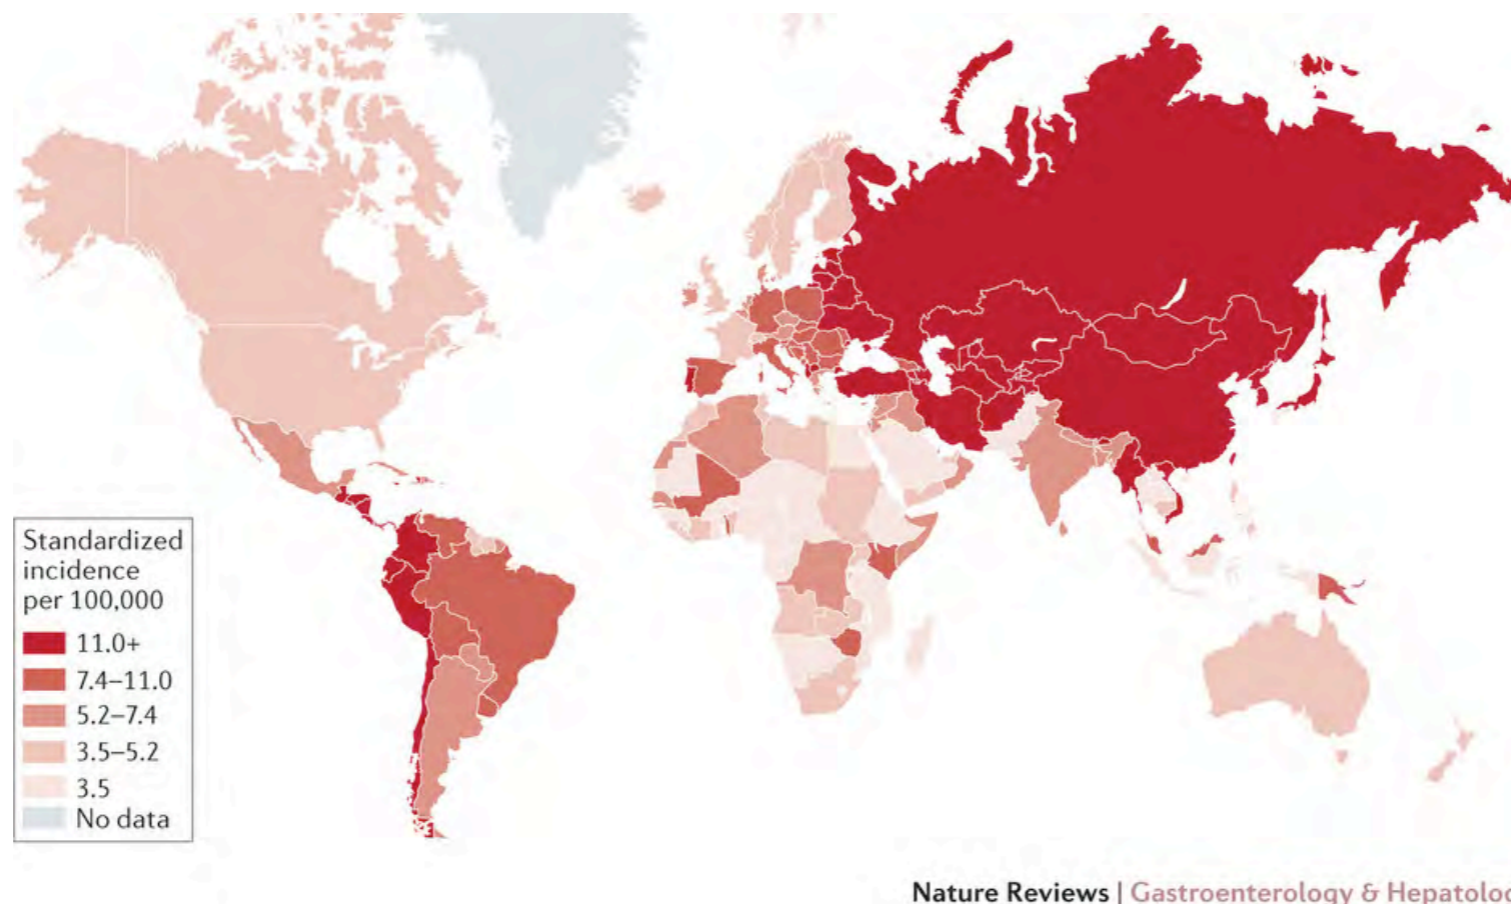 Standardized
incidence
per 100,000
11.0+
7.4–11.0
5.2–7.4
3.5–5.2
3.5
No data
Nature Reviews | Gastroenterology & Hepatolo